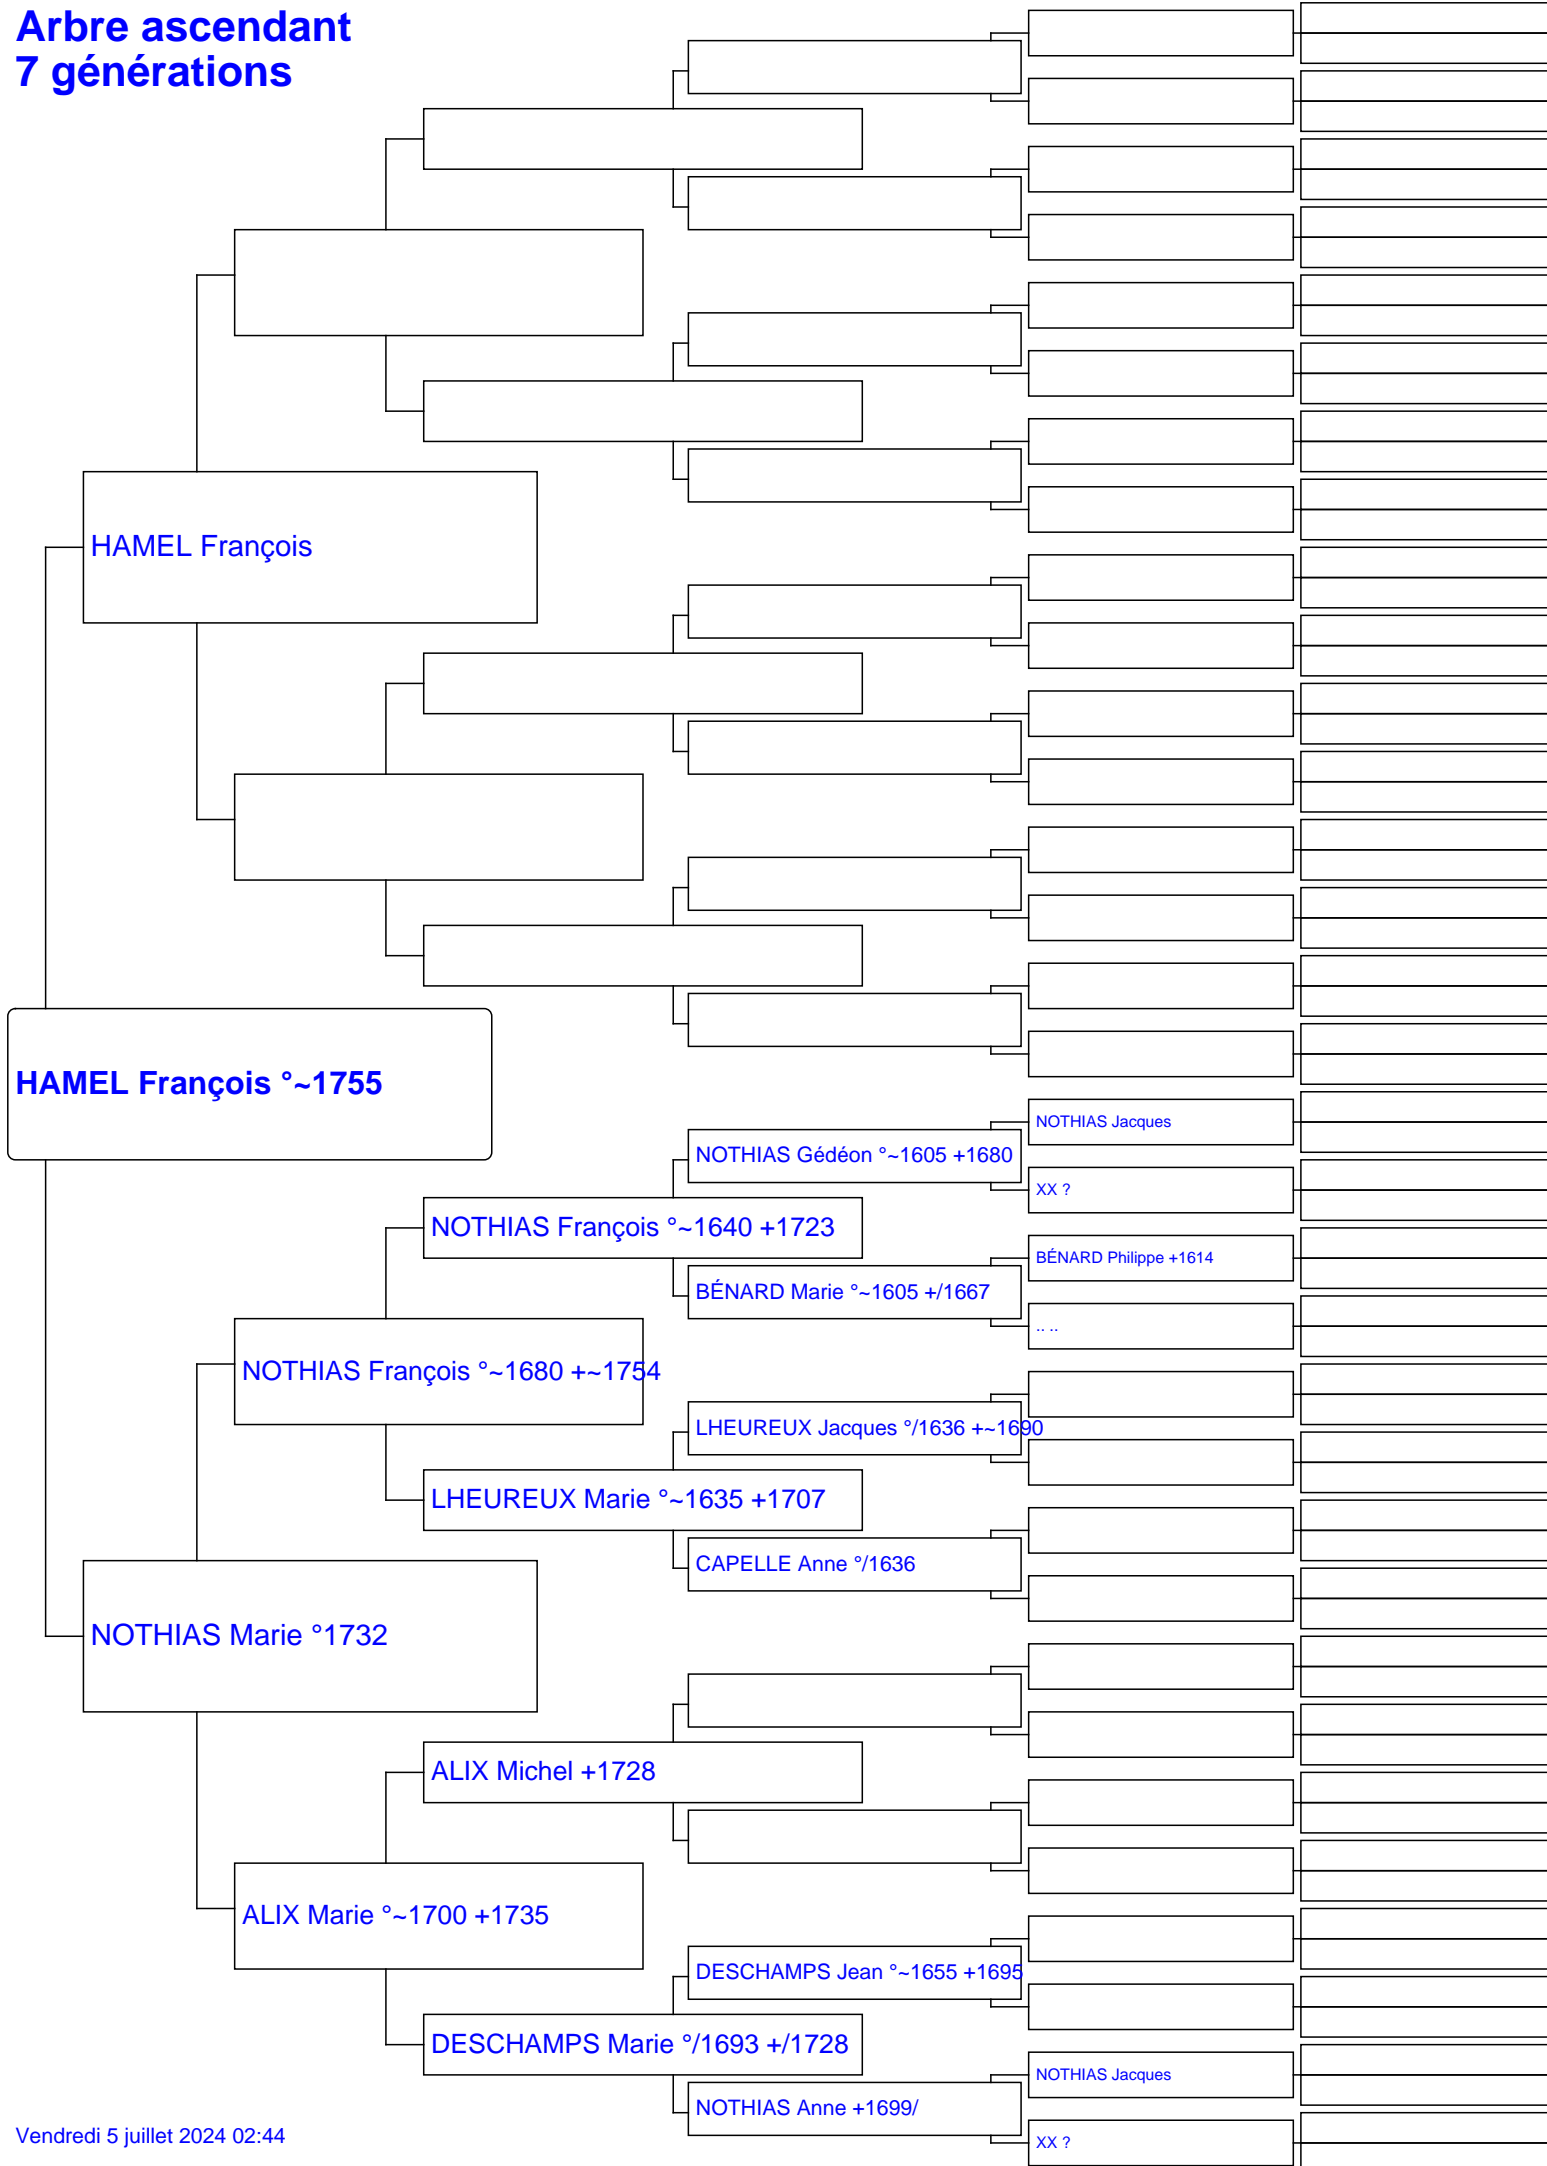 Arbre ascendant
7 générations
HAMEL François
HAMEL François °~1755
NOTHIAS Jacques
NOTHIAS Gédéon °~1605 +1680
XX ?
NOTHIAS François °~1640 +1723
BÉNARD Philippe +1614
BÉNARD Marie °~1605 +/1667
.. ..
NOTHIAS François °~1680 +~1754
LHEUREUX Jacques °/1636 +~1690
LHEUREUX Marie °~1635 +1707
CAPELLE Anne °/1636
NOTHIAS Marie °1732
ALIX Michel +1728
ALIX Marie °~1700 +1735
DESCHAMPS Jean °~1655 +1695
DESCHAMPS Marie °/1693 +/1728
NOTHIAS Jacques
NOTHIAS Anne +1699/
XX ?
Vendredi 5 juillet 2024 02:44